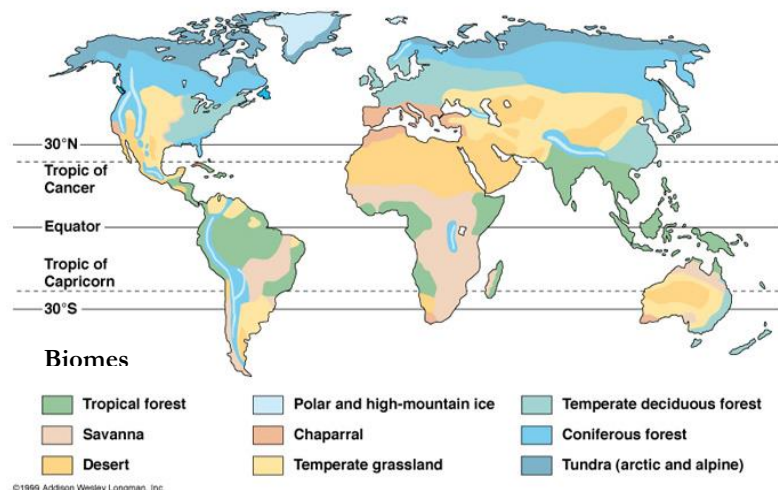 30°N
Tropic of
Cancer
Equator
Tropic of
Capricorn
30°S
Biomes
Tropical forest
Savanna
Desert
Polar and high-mountain ice
Chaparral
Temperate grassland
Temperate deciduous forest
Coniferous forest
Tundra (arctic and alpine)
©1999 Addison Wesley Longman, Inc.